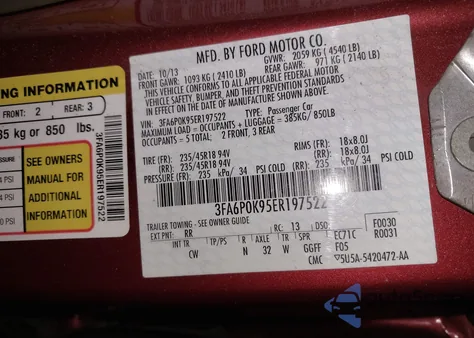 MFD. BY FORD MOTOR CO.
DATE: 10/13 GVWR: 2059 KG (4540 LB)
FRONT GAWR: 1093 KG (2410 LB) REAR GAWR: 971 KG (2140 LB)
THIS VEHICLE CONFORMS TO ALL APPLICABLE FEDERAL MOTOR
VEHICLE SAFETY, BUMPER, AND THEFT PREVENTION STANDARDS
IN EFFECT ON THE DATE OF MANUFACTURE SHOWN ABOVE.
VIN: 3FA6P0K95ER197522 TYPE: Passenger Car
MAXIMUM LOAD = OCCUPANTS + LUGGAGE = 385KG/850LB
OCCUPANTS = 5 TOTAL: 2 FRONT, 3 REAR
TIRE (FR): 235/45R18 94V RIMS (FR): 18x8.0J
TIRE (RR): 235/45R18 94V RIMS (RR): 18x8.0J
PRESSURE (FR): 235 kPa/ 34 PSI COLD
(RR): 235 kPa/ 34 PSI COLD
3FA6P0K95ER197522
TRAILER TOWING - SEE OWNER GUIDE
EXT PNT: RR RC: 13 DSO: F0030
INT TR TP/PS R AXLE TR SPR EC71C R0031
CW N 32 W GGFF F05
CMC 5U5A-5420472-AA
NG INFORMATION
FRONT: 2 REAR: 3
85 kg or 850 lbs.
SEE OWNERS
MANUAL FOR
ADDITIONAL
INFORMATION
PSI
PSI
3FA6P0K95ER197522